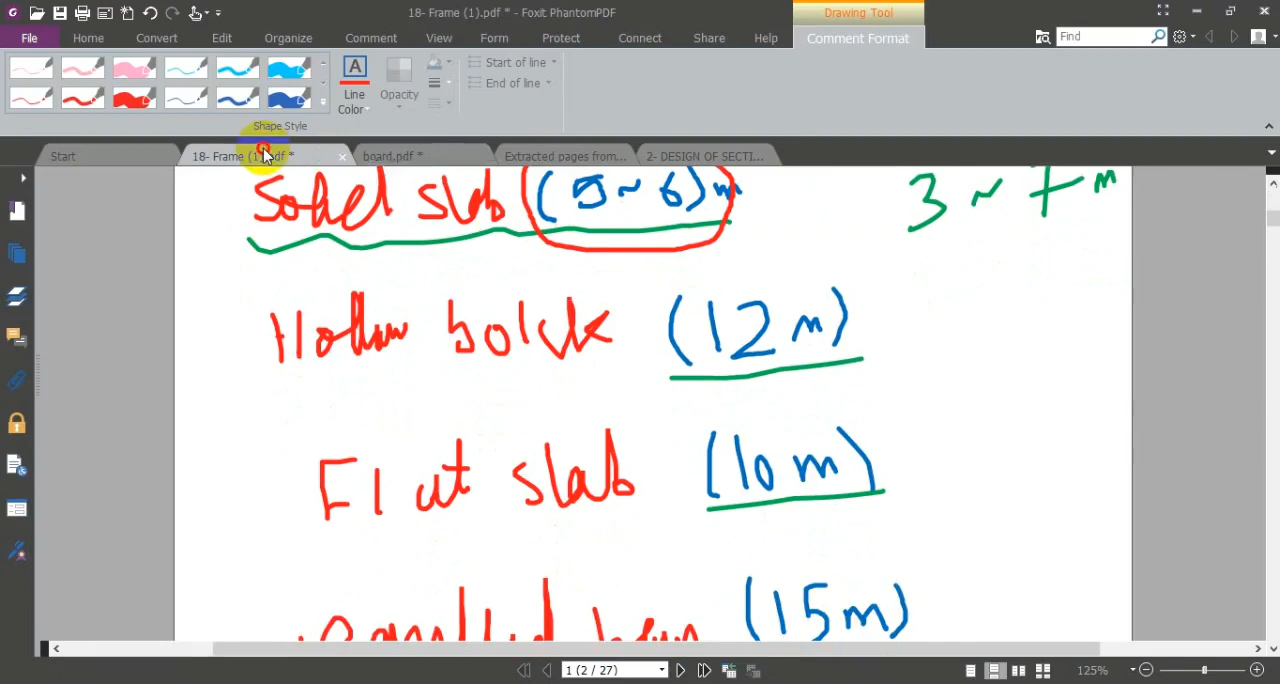 18- Frame (1).pdf * - Foxit PhantomPDF
Drawing Tool
File Home Convert Edit Organize Comment View Form Protect Connect Share Help Comment Format Find
Line Color
Opacity
Start of line
End of line
Shape Style
Start 18- Frame (1).pdf * board.pdf * Extracted pages from... 2- DESIGN OF SECTI...
Solid slab (5 ~ 6) m 3 ~ 7 m
Hollow bolck (12 m)
Flat slab (10 m)
(15 m)
1 (2 / 27) 125%